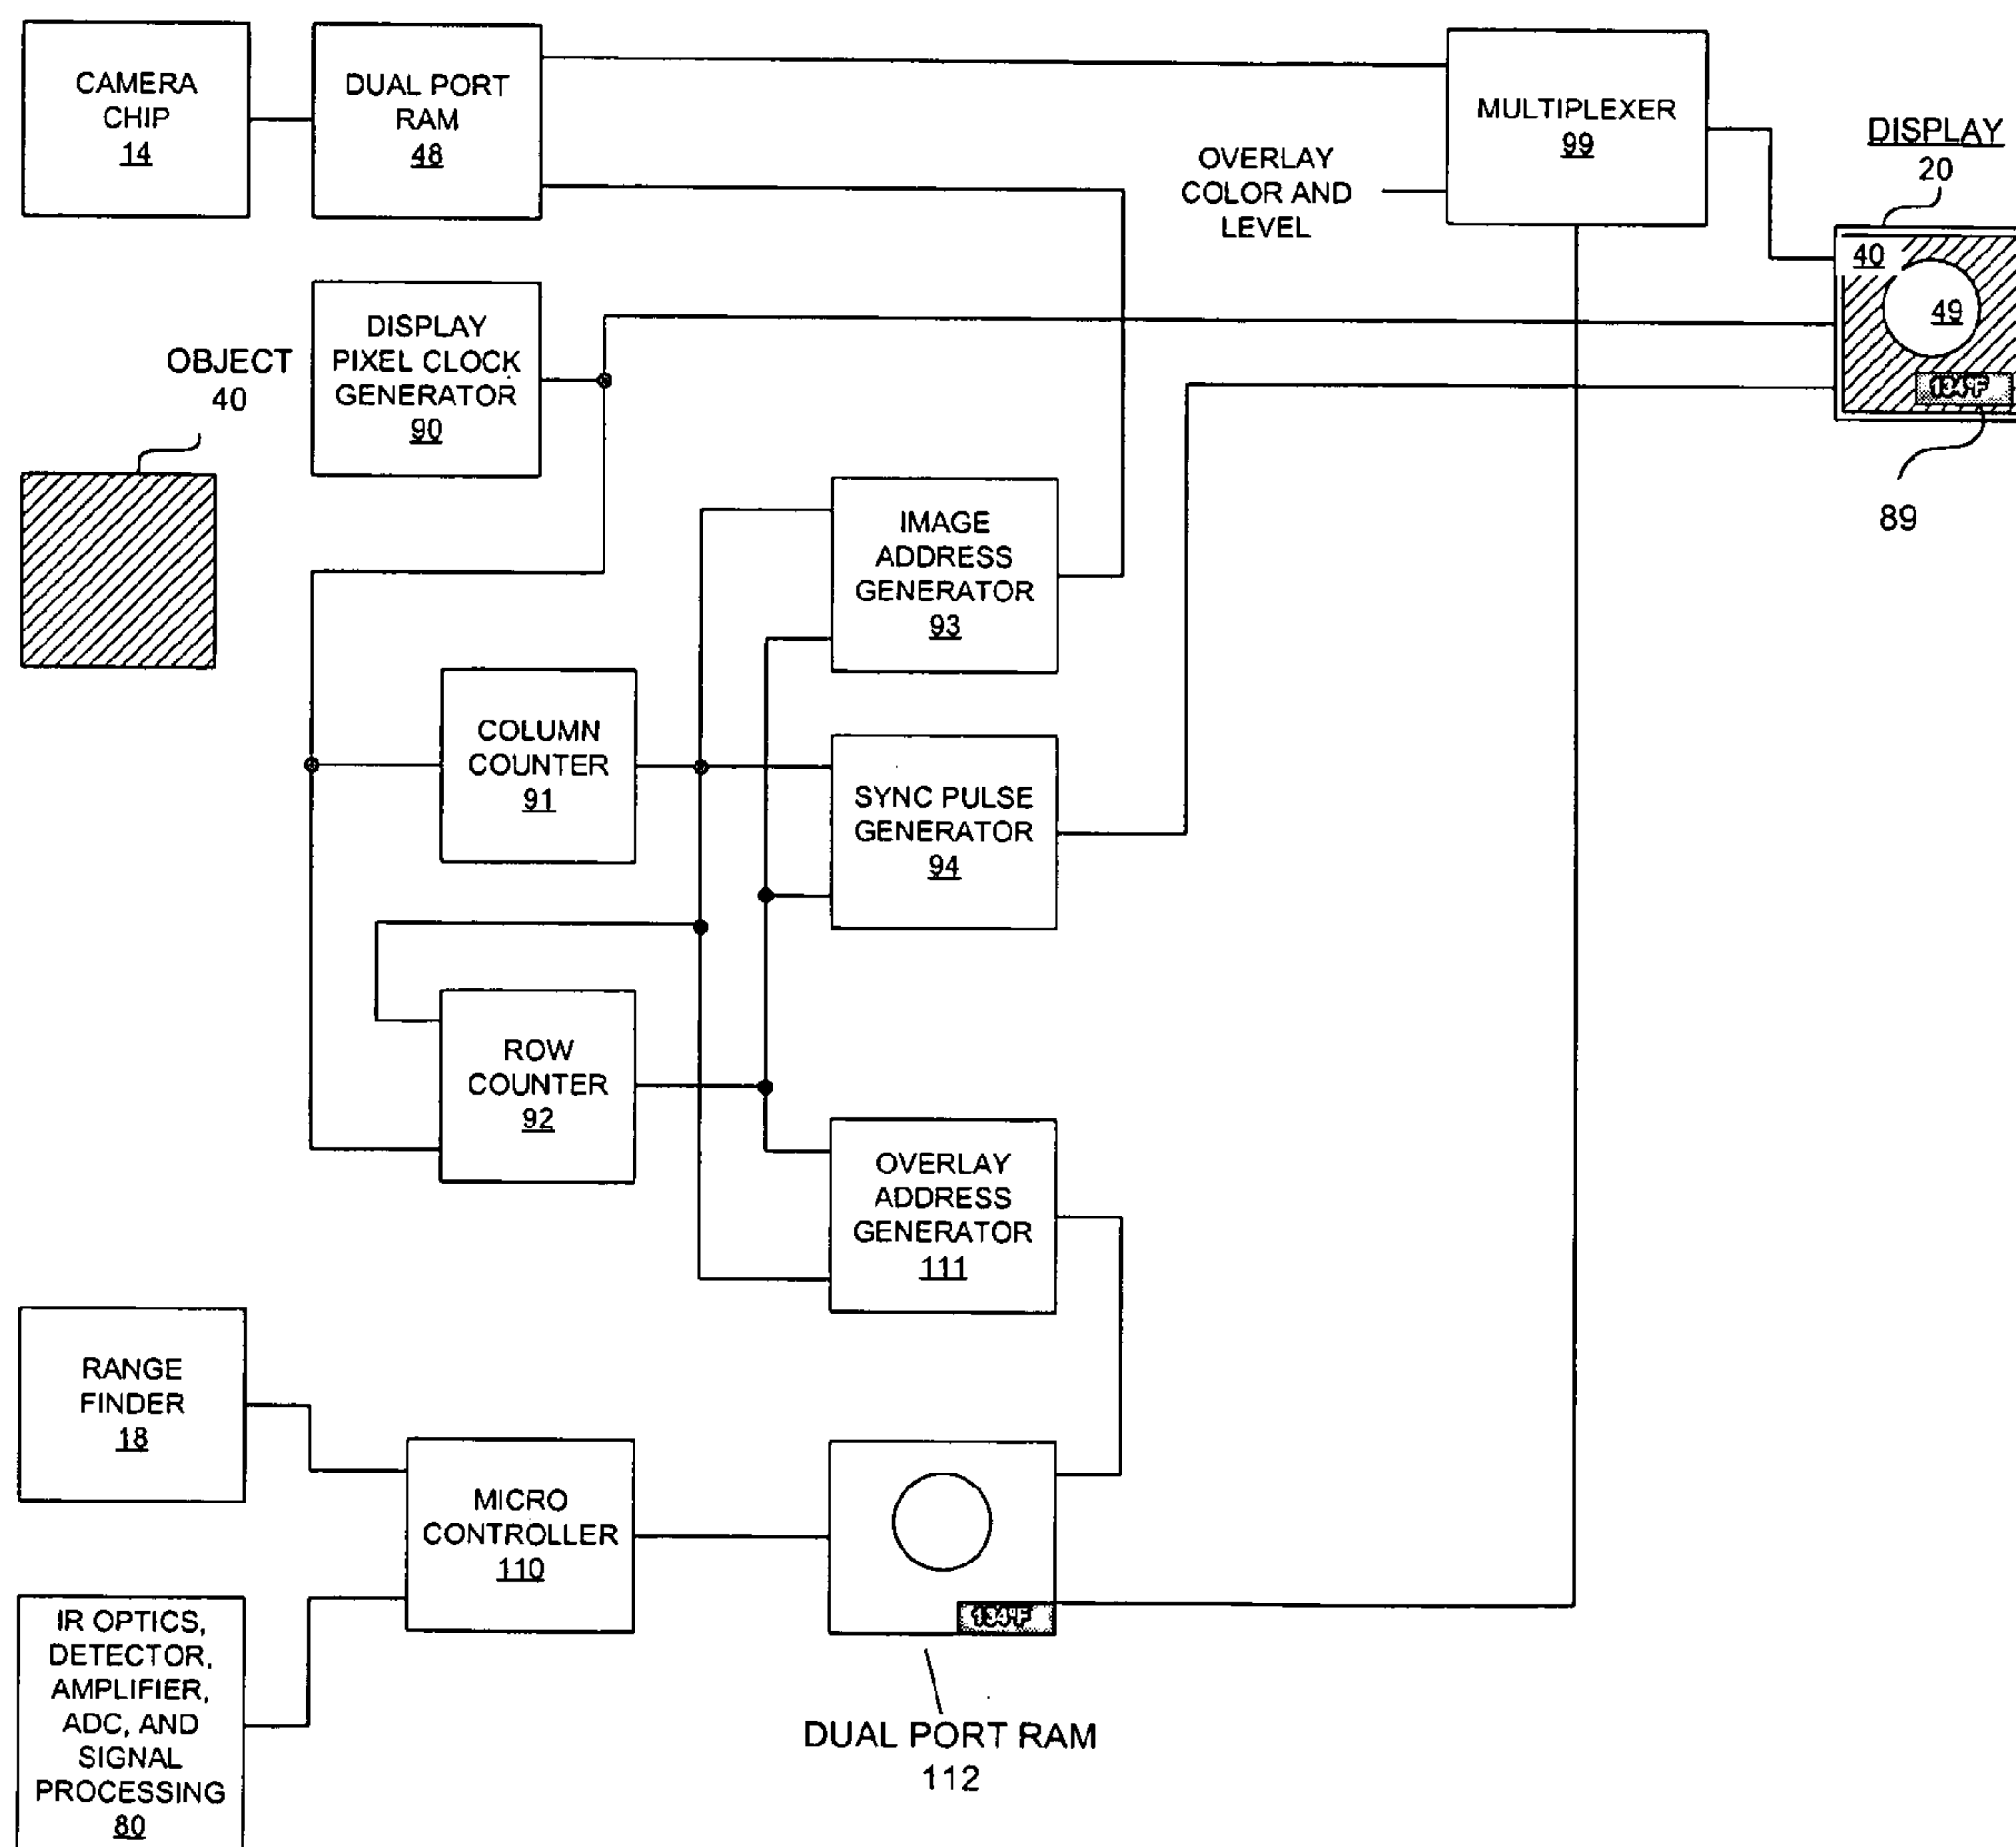 CAMERA
CHIP
14
DUAL PORT
RAM
48
MULTIPLEXER
99
OVERLAY
COLOR AND
LEVEL
DISPLAY
20
40
49
134°F
89
DISPLAY
PIXEL CLOCK
GENERATOR
90
OBJECT
40
IMAGE
ADDRESS
GENERATOR
93
COLUMN
COUNTER
91
SYNC PULSE
GENERATOR
94
ROW
COUNTER
92
OVERLAY
ADDRESS
GENERATOR
111
RANGE
FINDER
18
MICRO
CONTROLLER
110
134°F
IR OPTICS,
DETECTOR,
AMPLIFIER,
ADC, AND
SIGNAL
PROCESSING
80
DUAL PORT RAM
112